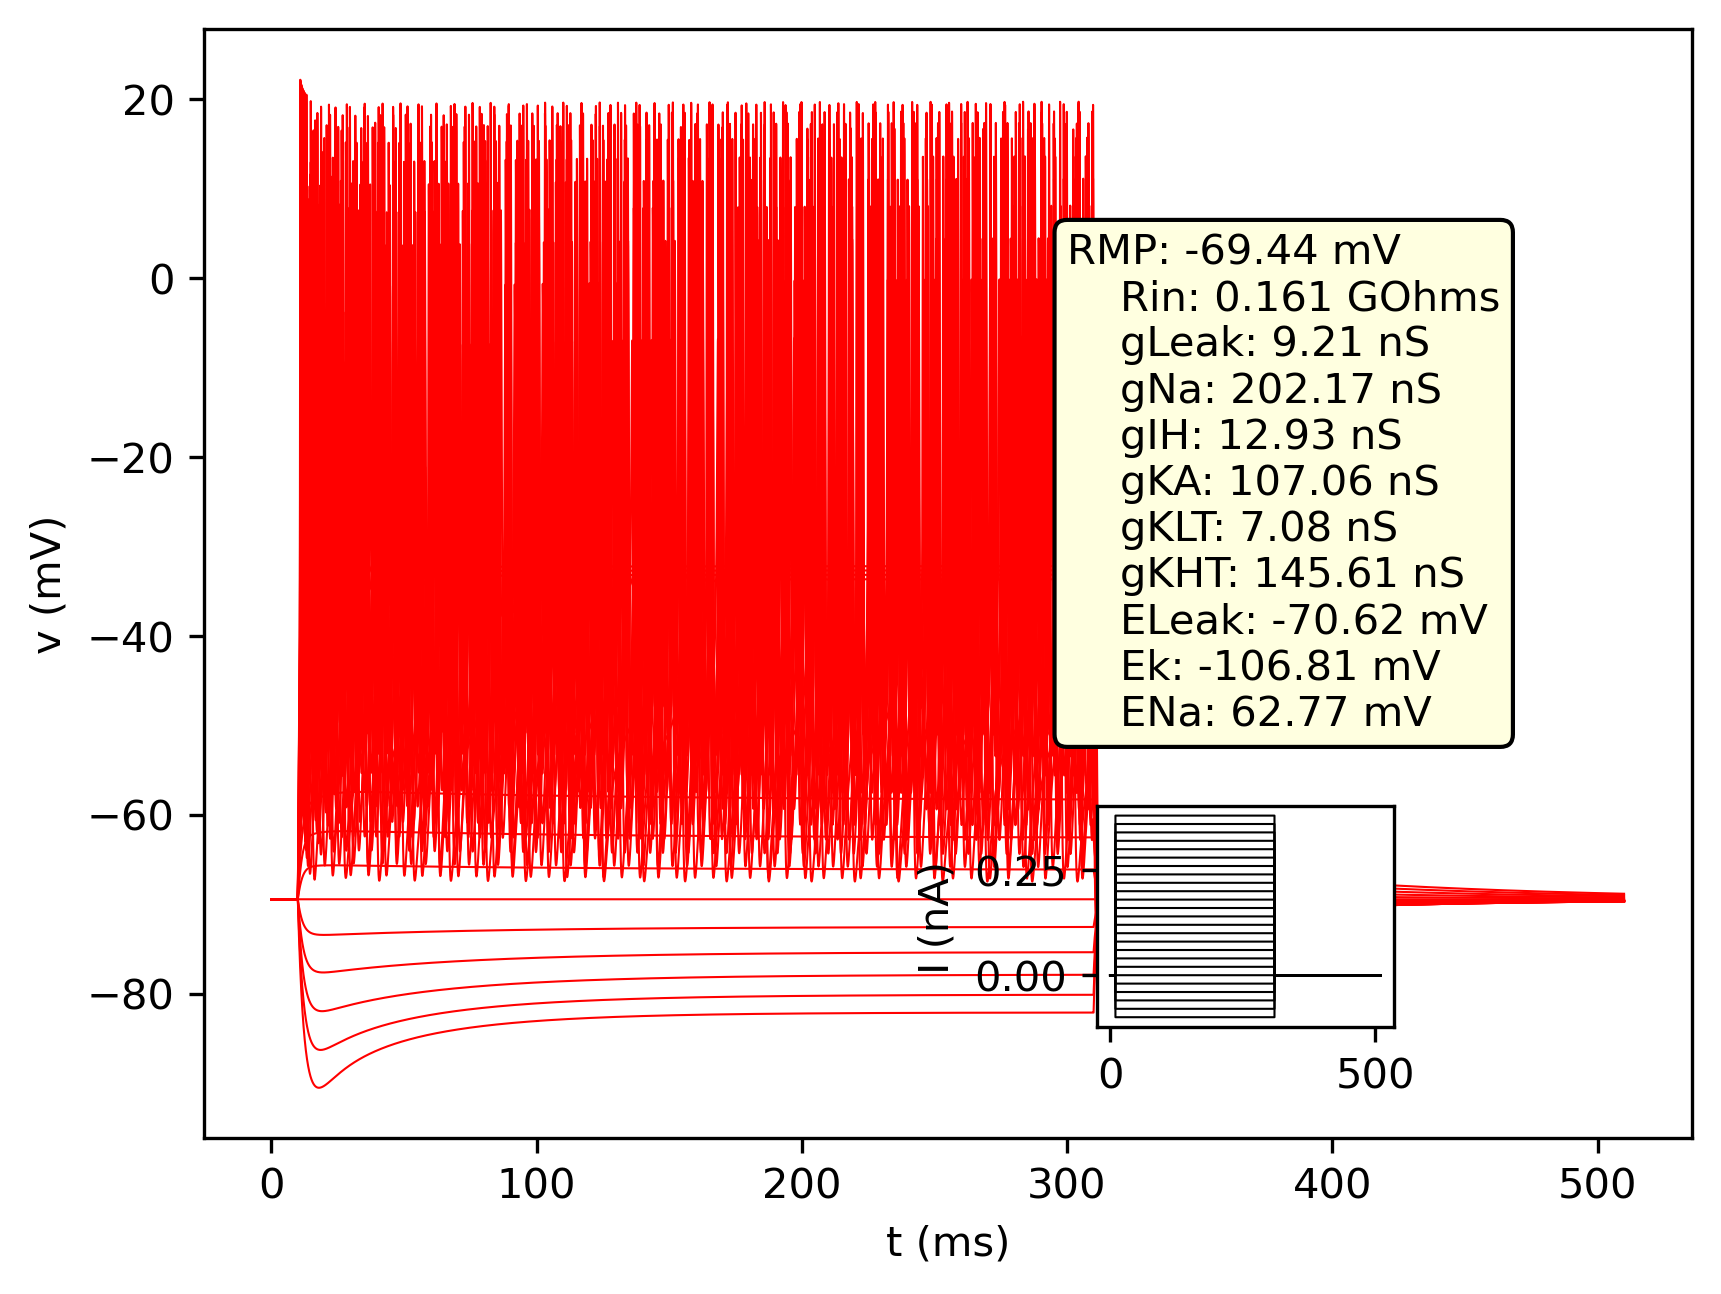 20
0
−20
−40
−60
−80
v (mV)
0
100
200
300
400
500
t (ms)
RMP: -69.44 mV
Rin: 0.161 GOhms
gLeak: 9.21 nS
gNa: 202.17 nS
gIH: 12.93 nS
gKA: 107.06 nS
gKLT: 7.08 nS
gKHT: 145.61 nS
ELeak: -70.62 mV
Ek: -106.81 mV
ENa: 62.77 mV
0.25
0.00
I (nA)
0
500